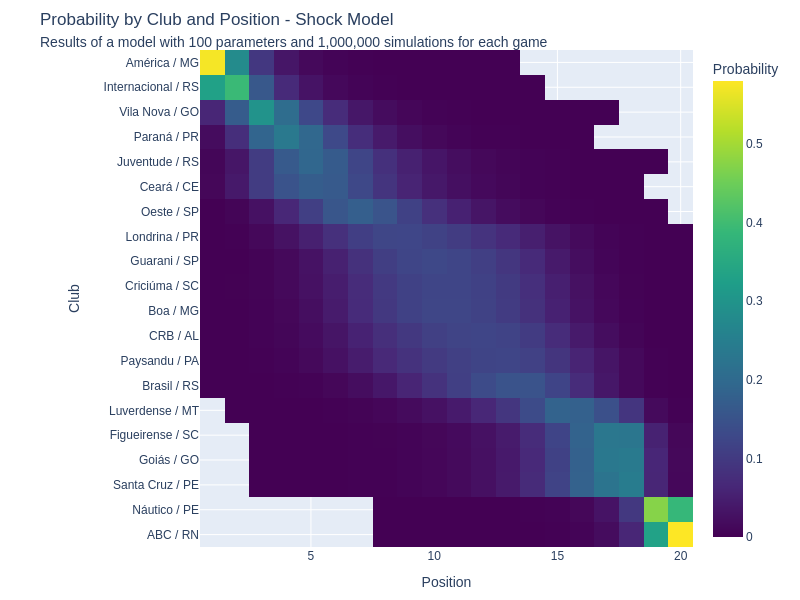 Probability by Club and Position - Shock Model
Results of a model with 100 parameters and 1,000,000 simulations for each game
Probability
América / MG
Internacional / RS
Vila Nova / GO
Paraná / PR
Juventude / RS
Ceará / CE
Oeste / SP
Londrina / PR
Guarani / SP
Criciúma / SC
Boa / MG
CRB / AL
Paysandu / PA
Brasil / RS
Luverdense / MT
Figueirense / SC
Goiás / GO
Santa Cruz / PE
Náutico / PE
ABC / RN
Club
5
10
15
20
Position
0.5
0.4
0.3
0.2
0.1
0